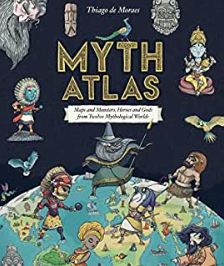 Thiago de Moraes
MYTH
ATLAS
Maps and Monsters, Heroes and Gods
from Twelve Mythological Worlds